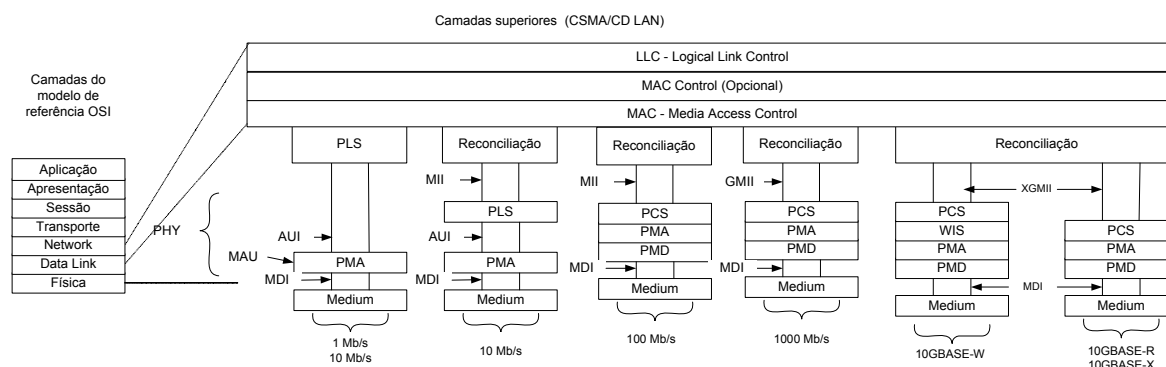 Camadas superiores (CSMA/CD LAN)
LLC - Logical Link Control
MAC Control (Opcional)
MAC - Media Access Control
Camadas do
modelo de
referência OSI
Aplicação
Apresentação
Sessão
Transporte
Network
Data Link
Física
PHY
PLS
AUI
MAU
PMA
MDI
Medium
1 Mb/s
10 Mb/s
Reconciliação
MII
PLS
AUI
PMA
MDI
Medium
10 Mb/s
Reconciliação
MII
PCS
PMA
PMD
MDI
Medium
100 Mb/s
Reconciliação
GMII
PCS
PMA
PMD
MDI
Medium
1000 Mb/s
Reconciliação
XGMII
PCS
WIS
PMA
PMD
MDI
Medium
10GBASE-W
PCS
PMA
PMD
Medium
10GBASE-R
10GBASE-X